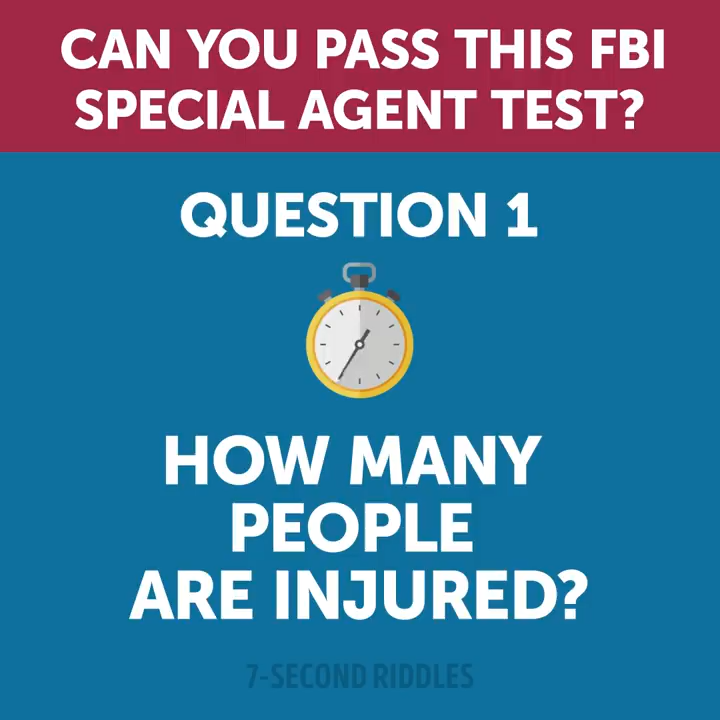 CAN YOU PASS THIS FBI
SPECIAL AGENT TEST?
QUESTION 1
HOW MANY
PEOPLE
ARE INJURED?
7-SECOND RIDDLES